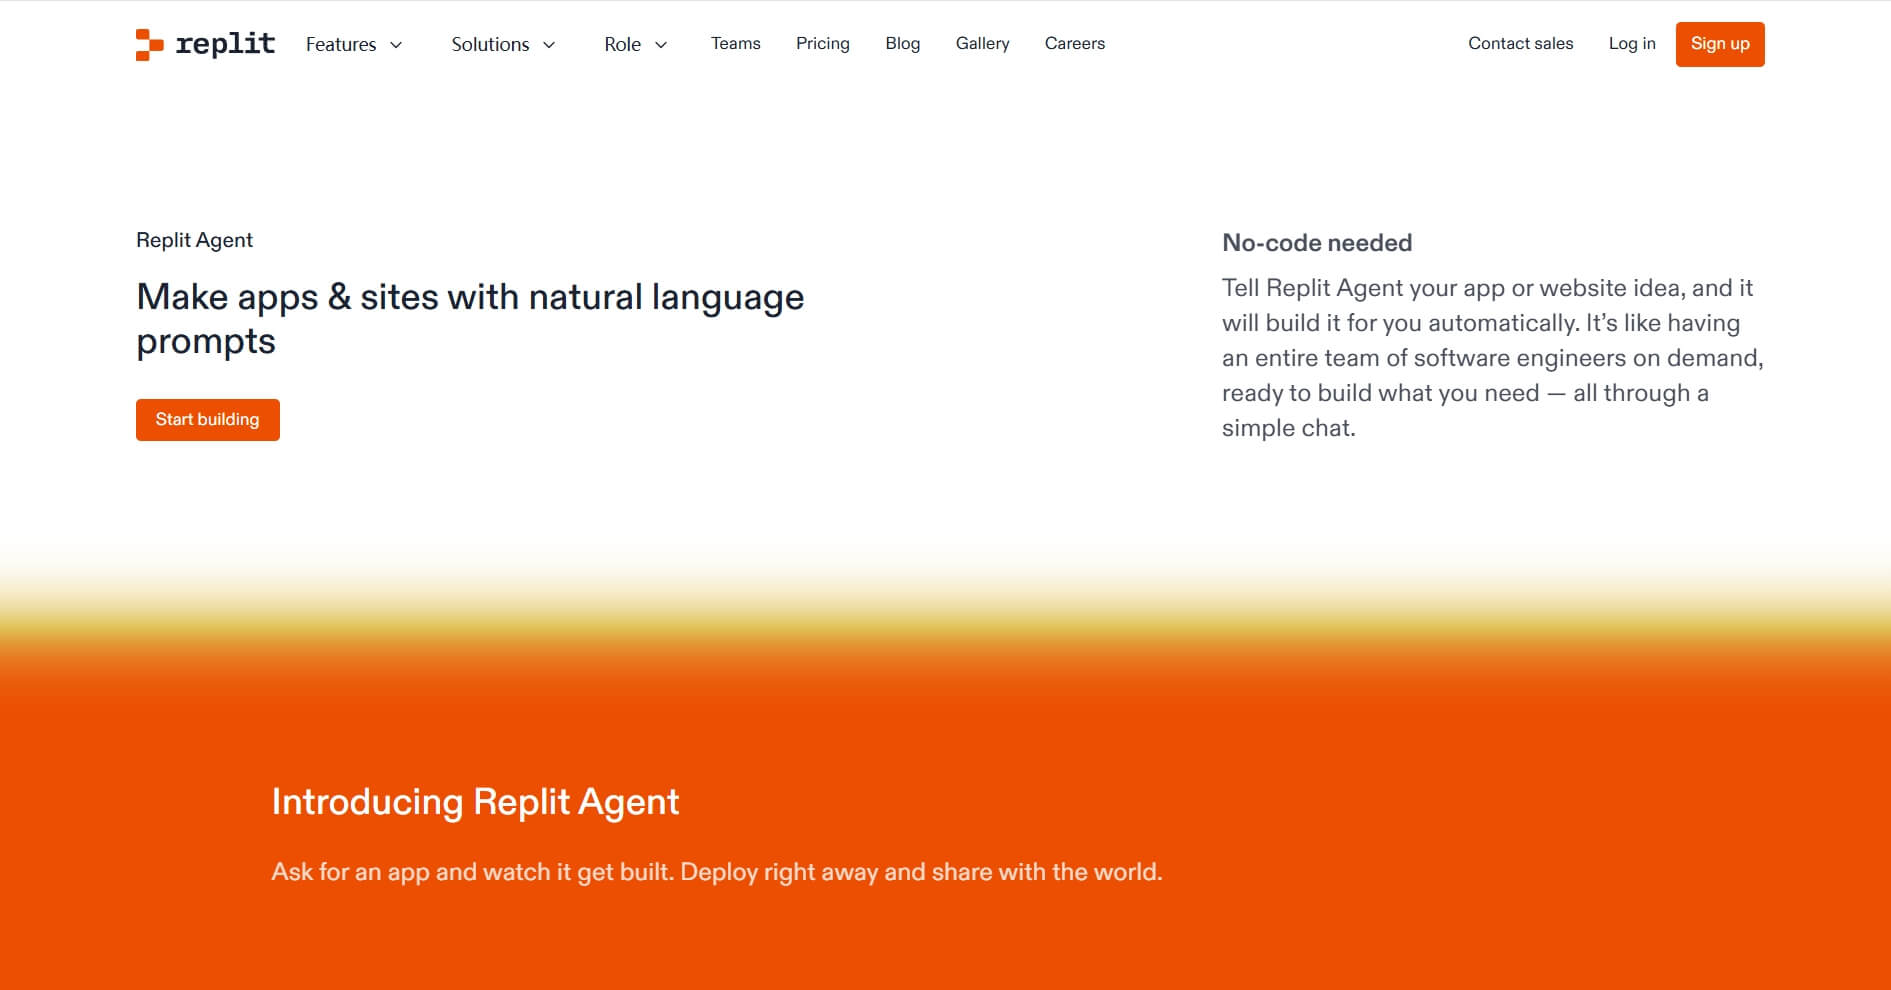 replit Features Solutions Role Teams Pricing Blog Gallery Careers Contact sales Log in Sign up
Replit Agent
Make apps & sites with natural language
prompts
Start building
No-code needed
Tell Replit Agent your app or website idea, and it
will build it for you automatically. It’s like having
an entire team of software engineers on demand,
ready to build what you need — all through a
simple chat.
Introducing Replit Agent
Ask for an app and watch it get built. Deploy right away and share with the world.